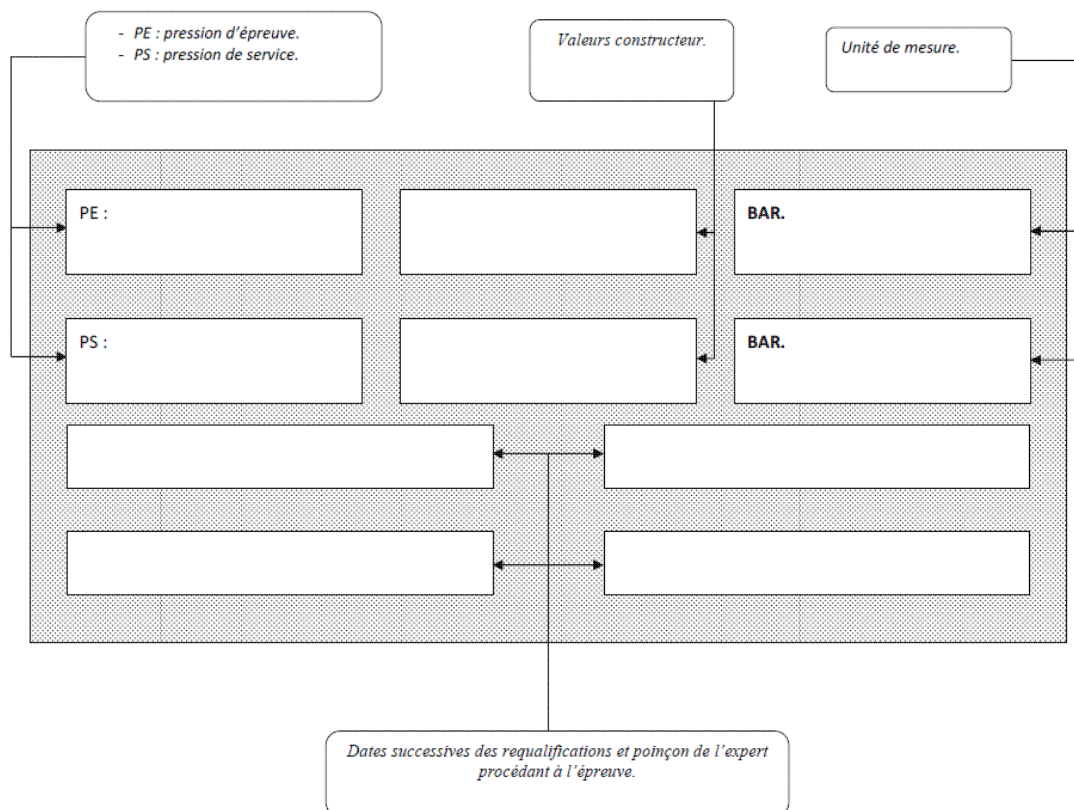 - PE : pression d’épreuve.
- PS : pression de service.
Valeurs constructeur.
Unité de mesure.
PE :
BAR.
PS :
BAR.
Dates successives des requalifications et poinçon de l’expert
procédant à l’épreuve.